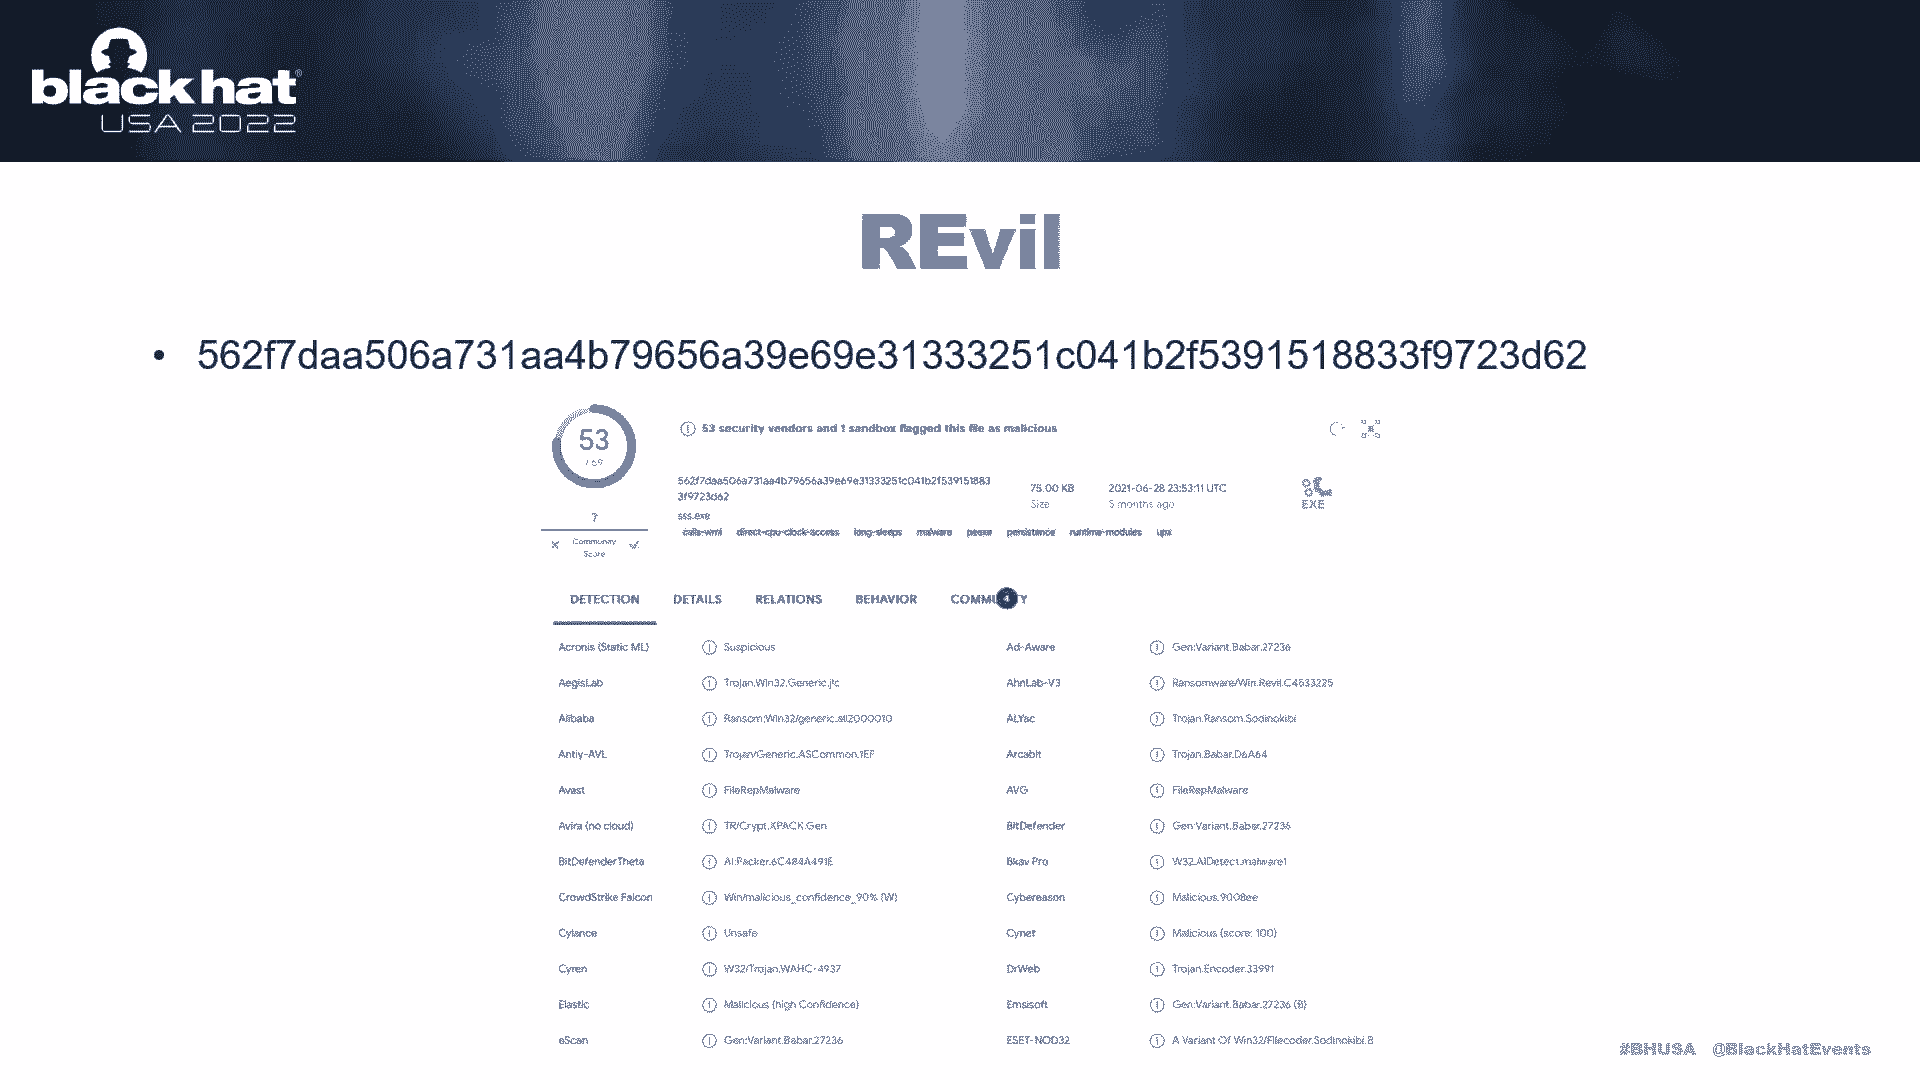 blackhat®
USA 2022
REvil
• 562f7daa506a731aa4b79656a39e69e31333251c041b2f5391518833f9723d62
53
/ 69
53 security vendors and 1 sandbox flagged this file as malicious
562f7daa506a731aa4b79656a39e69e31333251c041b2f539151883
3f9723d62
75.00 KB
Size
2021-06-28 23:53:11 UTC
5 months ago
EXE
sss.exe
?
Community
Score
calls-wmi direct-cpu-clock-access long-sleeps malware peexe persistence runtime-modules upx
DETECTION DETAILS RELATIONS BEHAVIOR COMMUNITY 4
Acronis (Static ML) Suspicious Ad-Aware Gen:Variant.Babar.27236
AegisLab Trojan.Win32.Generic.j!c AhnLab-V3 Ransomware/Win.Revil.C4533225
Alibaba Ransom:Win32/generic.ali2000010 ALYac Trojan.Ransom.Sodinokibi
Antiy-AVL Trojan/Generic.ASCommon.1EF Arcabit Trojan.Babar.D6A64
Avast FileRepMalware AVG FileRepMalware
Avira (no cloud) TR/Crypt.XPACK.Gen BitDefender Gen:Variant.Babar.27236
BitDefenderTheta AI:Packer.6C484A491E Bkav Pro W32.AIDetect.malware1
CrowdStrike Falcon Win/malicious_confidence_90% (W) Cybereason Malicious.9008ee
Cylance Unsafe Cynet Malicious (score: 100)
Cyren W32/Trojan.WAHC-4937 DrWeb Trojan.Encoder.33991
Elastic Malicious (high Confidence) Emsisoft Gen:Variant.Babar.27236 (B)
eScan Gen:Variant.Babar.27236 ESET-NOD32 A Variant Of Win32/Filecoder.Sodinokibi.B
#BHUSA @BlackHatEvents